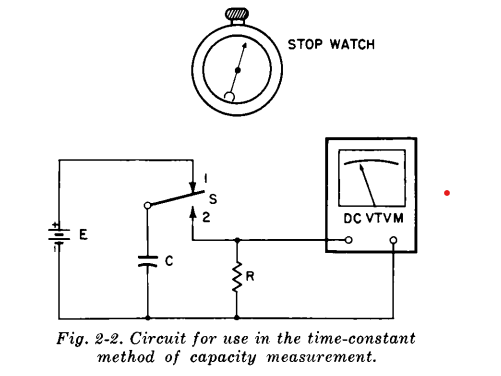 STOP WATCH
1
S
2
+
E
-
C
R
DC VTVM
Fig. 2-2. Circuit for use in the time-constant
method of capacity measurement.